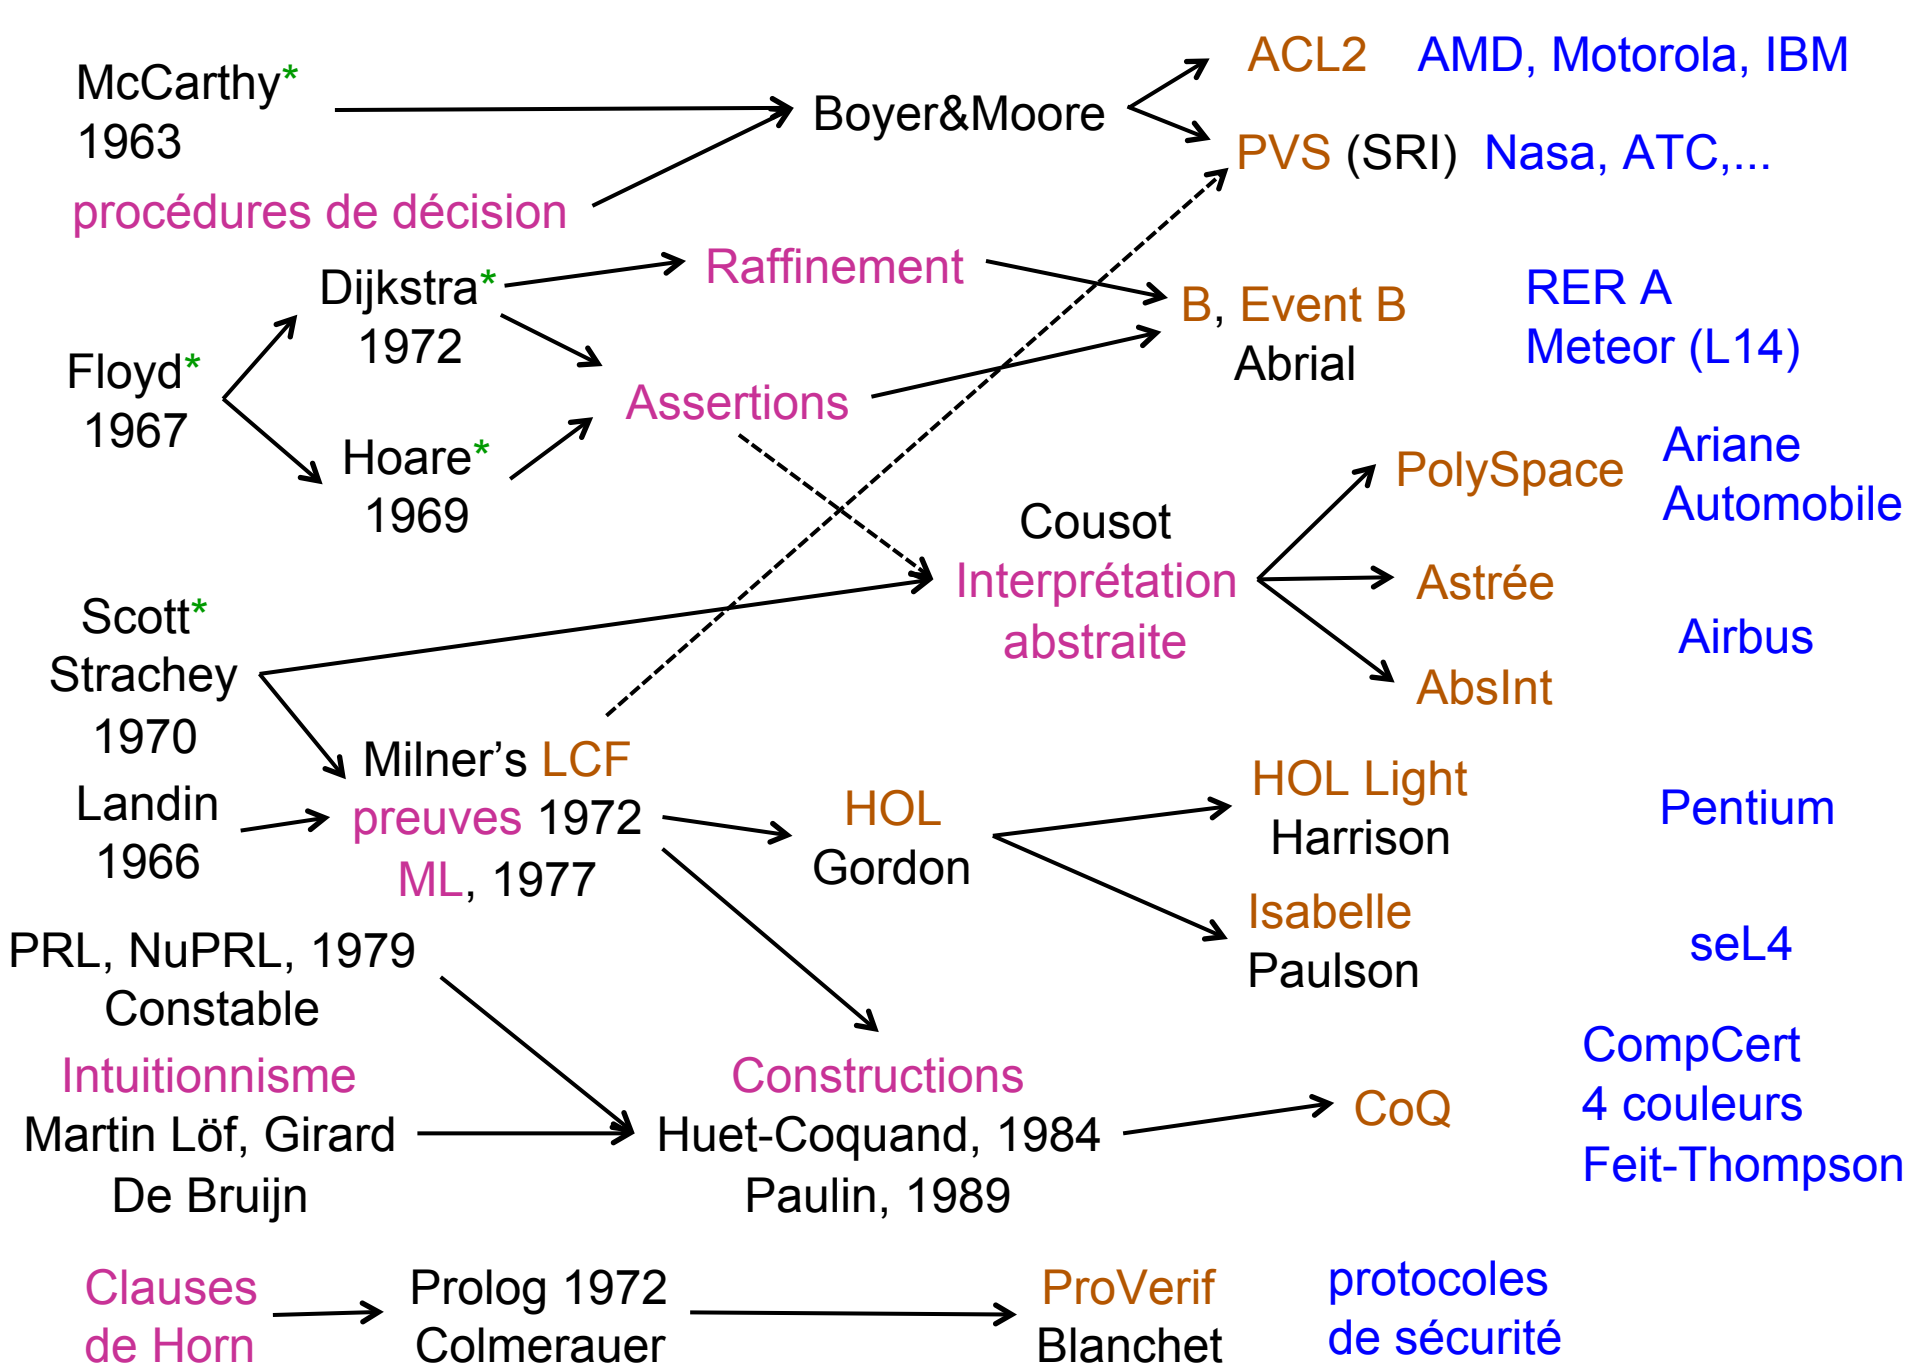 McCarthy*
1963
procédures de décision
Boyer&Moore
ACL2 AMD, Motorola, IBM
PVS (SRI) Nasa, ATC,...
Floyd*
1967
Dijkstra*
1972
Hoare*
1969
Raffinement
Assertions
B, Event B
Abrial
RER A
Meteor (L14)
Scott*
Strachey
1970
Cousot
Interprétation
abstraite
PolySpace
Ariane
Automobile
Astrée
AbsInt
Airbus
Landin
1966
Milner’s LCF
preuves 1972
ML, 1977
HOL
Gordon
HOL Light
Harrison
Pentium
Isabelle
Paulson
seL4
PRL, NuPRL, 1979
Constable
Intuitionnisme
Martin Löf, Girard
De Bruijn
Constructions
Huet-Coquand, 1984
Paulin, 1989
CoQ
CompCert
4 couleurs
Feit-Thompson
Clauses
de Horn
Prolog 1972
Colmerauer
ProVerif
Blanchet
protocoles
de sécurité